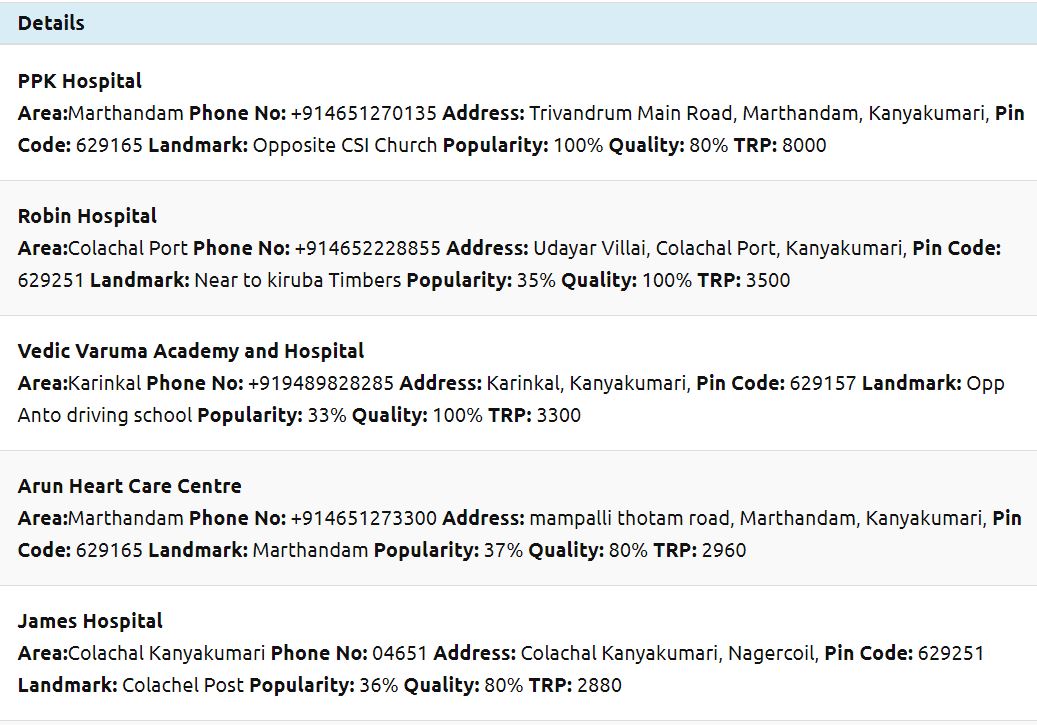 Details
PPK Hospital
Area:Marthandam Phone No: +914651270135 Address: Trivandrum Main Road, Marthandam, Kanyakumari, Pin
Code: 629165 Landmark: Opposite CSI Church Popularity: 100% Quality: 80% TRP: 8000
Robin Hospital
Area:Colachal Port Phone No: +914652228855 Address: Udayar Villai, Colachal Port, Kanyakumari, Pin Code:
629251 Landmark: Near to kiruba Timbers Popularity: 35% Quality: 100% TRP: 3500
Vedic Varuma Academy and Hospital
Area:Karinkal Phone No: +919489828285 Address: Karinkal, Kanyakumari, Pin Code: 629157 Landmark: Opp
Anto driving school Popularity: 33% Quality: 100% TRP: 3300
Arun Heart Care Centre
Area:Marthandam Phone No: +914651273300 Address: mampalli thotam road, Marthandam, Kanyakumari, Pin
Code: 629165 Landmark: Marthandam Popularity: 37% Quality: 80% TRP: 2960
James Hospital
Area:Colachal Kanyakumari Phone No: 04651 Address: Colachal Kanyakumari, Nagercoil, Pin Code: 629251
Landmark: Colachel Post Popularity: 36% Quality: 80% TRP: 2880